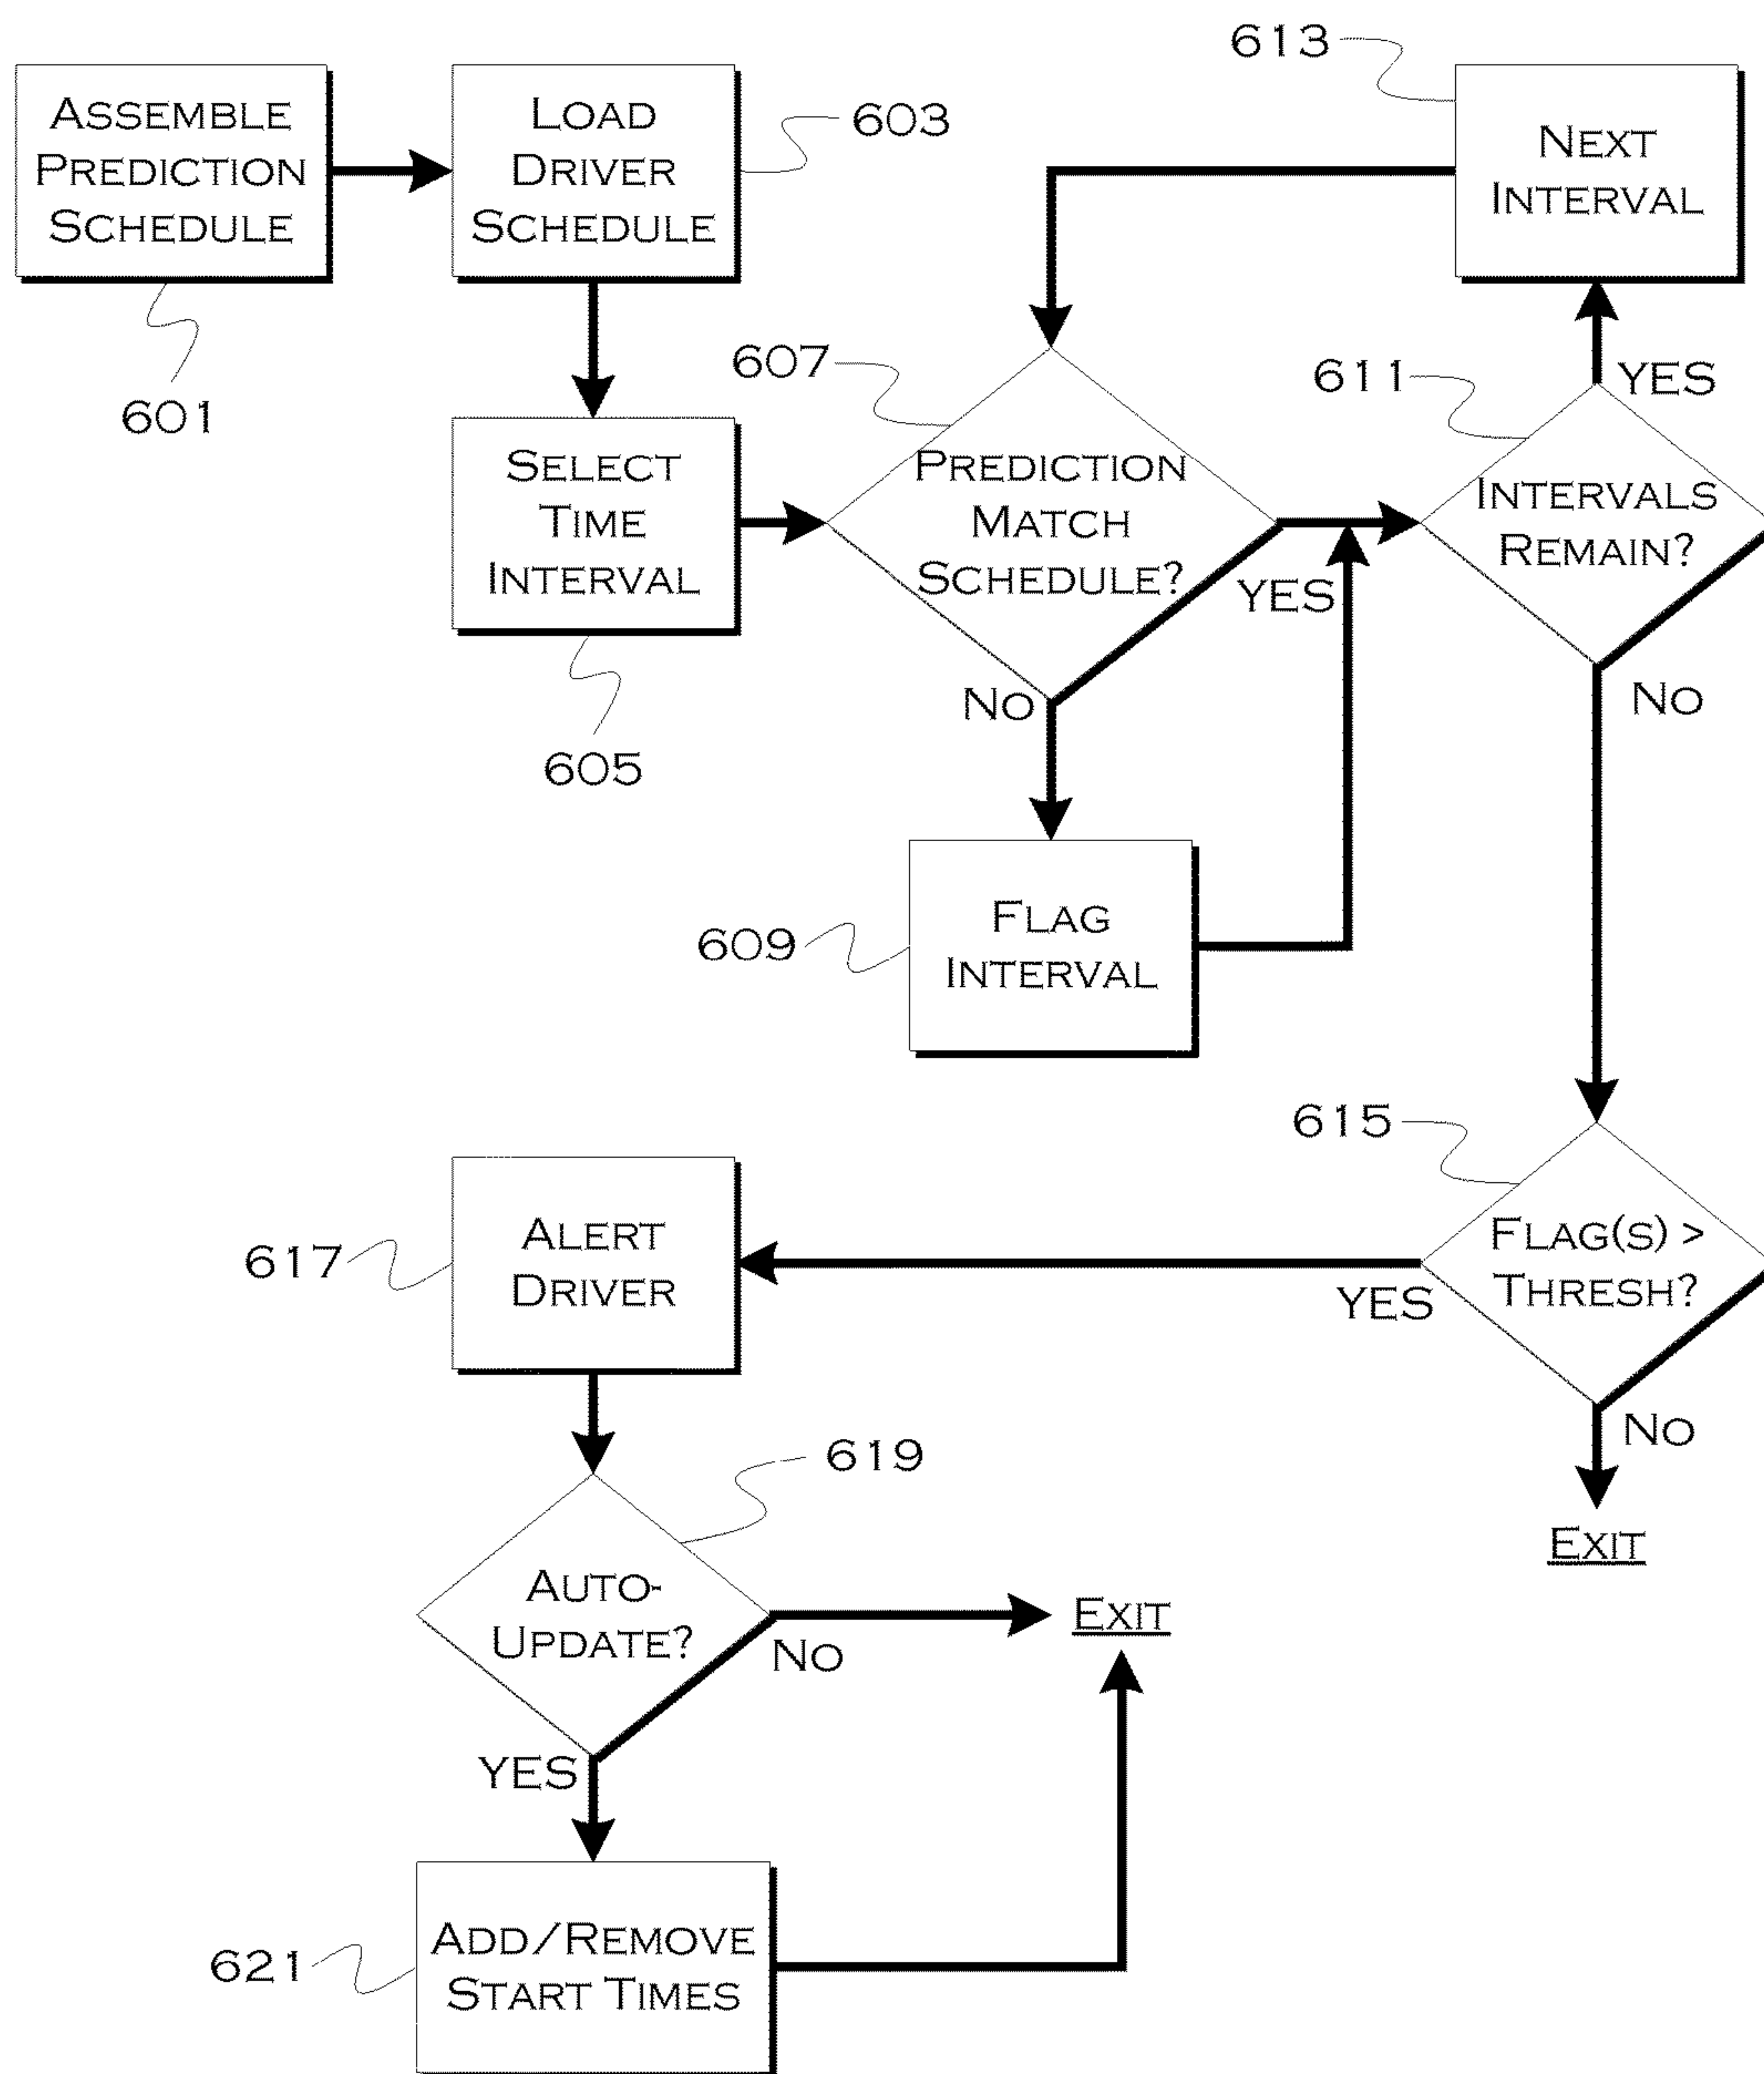 ASSEMBLE
PREDICTION
SCHEDULE
601
LOAD
DRIVER
SCHEDULE
603
SELECT
TIME
INTERVAL
605
607
PREDICTION
MATCH
SCHEDULE?
YES
NO
FLAG
INTERVAL
609
611
INTERVALS
REMAIN?
YES
NO
613
NEXT
INTERVAL
615
FLAG(S) >
THRESH?
YES
NO
EXIT
617
ALERT
DRIVER
619
AUTO-
UPDATE?
NO
EXIT
YES
621
ADD/REMOVE
START TIMES